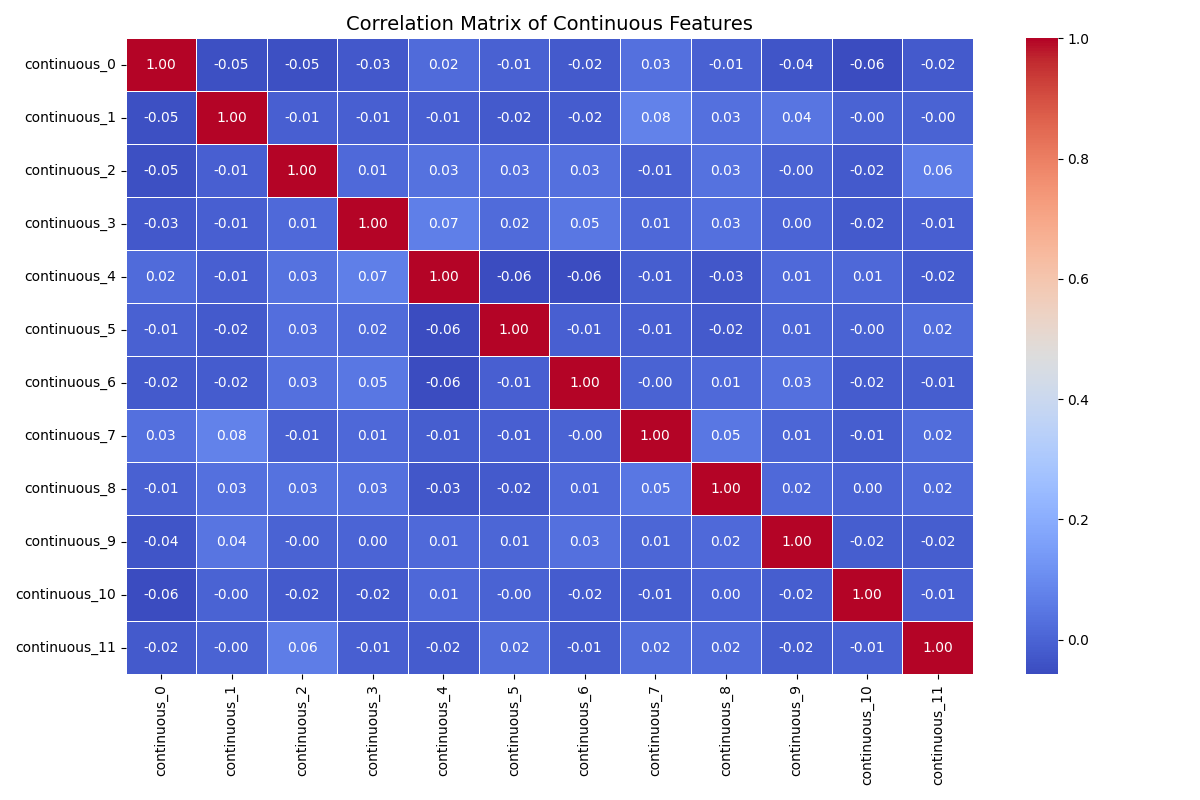 Correlation Matrix of Continuous Features
continuous_0 1.00 -0.05 -0.05 -0.03 0.02 -0.01 -0.02 0.03 -0.01 -0.04 -0.06 -0.02
continuous_1 -0.05 1.00 -0.01 -0.01 -0.01 -0.02 -0.02 0.08 0.03 0.04 -0.00 -0.00
continuous_2 -0.05 -0.01 1.00 0.01 0.03 0.03 0.03 -0.01 0.03 -0.00 -0.02 0.06
continuous_3 -0.03 -0.01 0.01 1.00 0.07 0.02 0.05 0.01 0.03 0.00 -0.02 -0.01
continuous_4 0.02 -0.01 0.03 0.07 1.00 -0.06 -0.06 -0.01 -0.03 0.01 0.01 -0.02
continuous_5 -0.01 -0.02 0.03 0.02 -0.06 1.00 -0.01 -0.01 -0.02 0.01 -0.00 0.02
continuous_6 -0.02 -0.02 0.03 0.05 -0.06 -0.01 1.00 -0.00 0.01 0.03 -0.02 -0.01
continuous_7 0.03 0.08 -0.01 0.01 -0.01 -0.01 -0.00 1.00 0.05 0.01 -0.01 0.02
continuous_8 -0.01 0.03 0.03 0.03 -0.03 -0.02 0.01 0.05 1.00 0.02 0.00 0.02
continuous_9 -0.04 0.04 -0.00 0.00 0.01 0.01 0.03 0.01 0.02 1.00 -0.02 -0.02
continuous_10 -0.06 -0.00 -0.02 -0.02 0.01 -0.00 -0.02 -0.01 0.00 -0.02 1.00 -0.01
continuous_11 -0.02 -0.00 0.06 -0.01 -0.02 0.02 -0.01 0.02 0.02 -0.02 -0.01 1.00
continuous_0
continuous_1
continuous_2
continuous_3
continuous_4
continuous_5
continuous_6
continuous_7
continuous_8
continuous_9
continuous_10
continuous_11
1.0
0.8
0.6
0.4
0.2
0.0